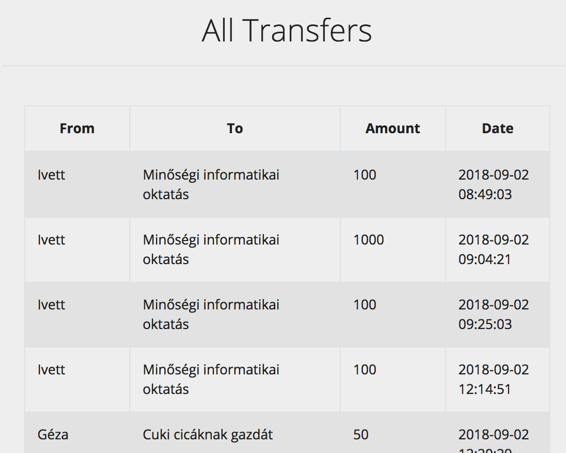 All Transfers
From To Amount Date
Ivett Minőségi informatikai 100 2018-09-02
oktatás 08:49:03
Ivett Minőségi informatikai 1000 2018-09-02
oktatás 09:04:21
Ivett Minőségi informatikai 100 2018-09-02
oktatás 09:25:03
Ivett Minőségi informatikai 100 2018-09-02
oktatás 12:14:51
Géza Cuki cicáknak gazdát 50 2018-09-02